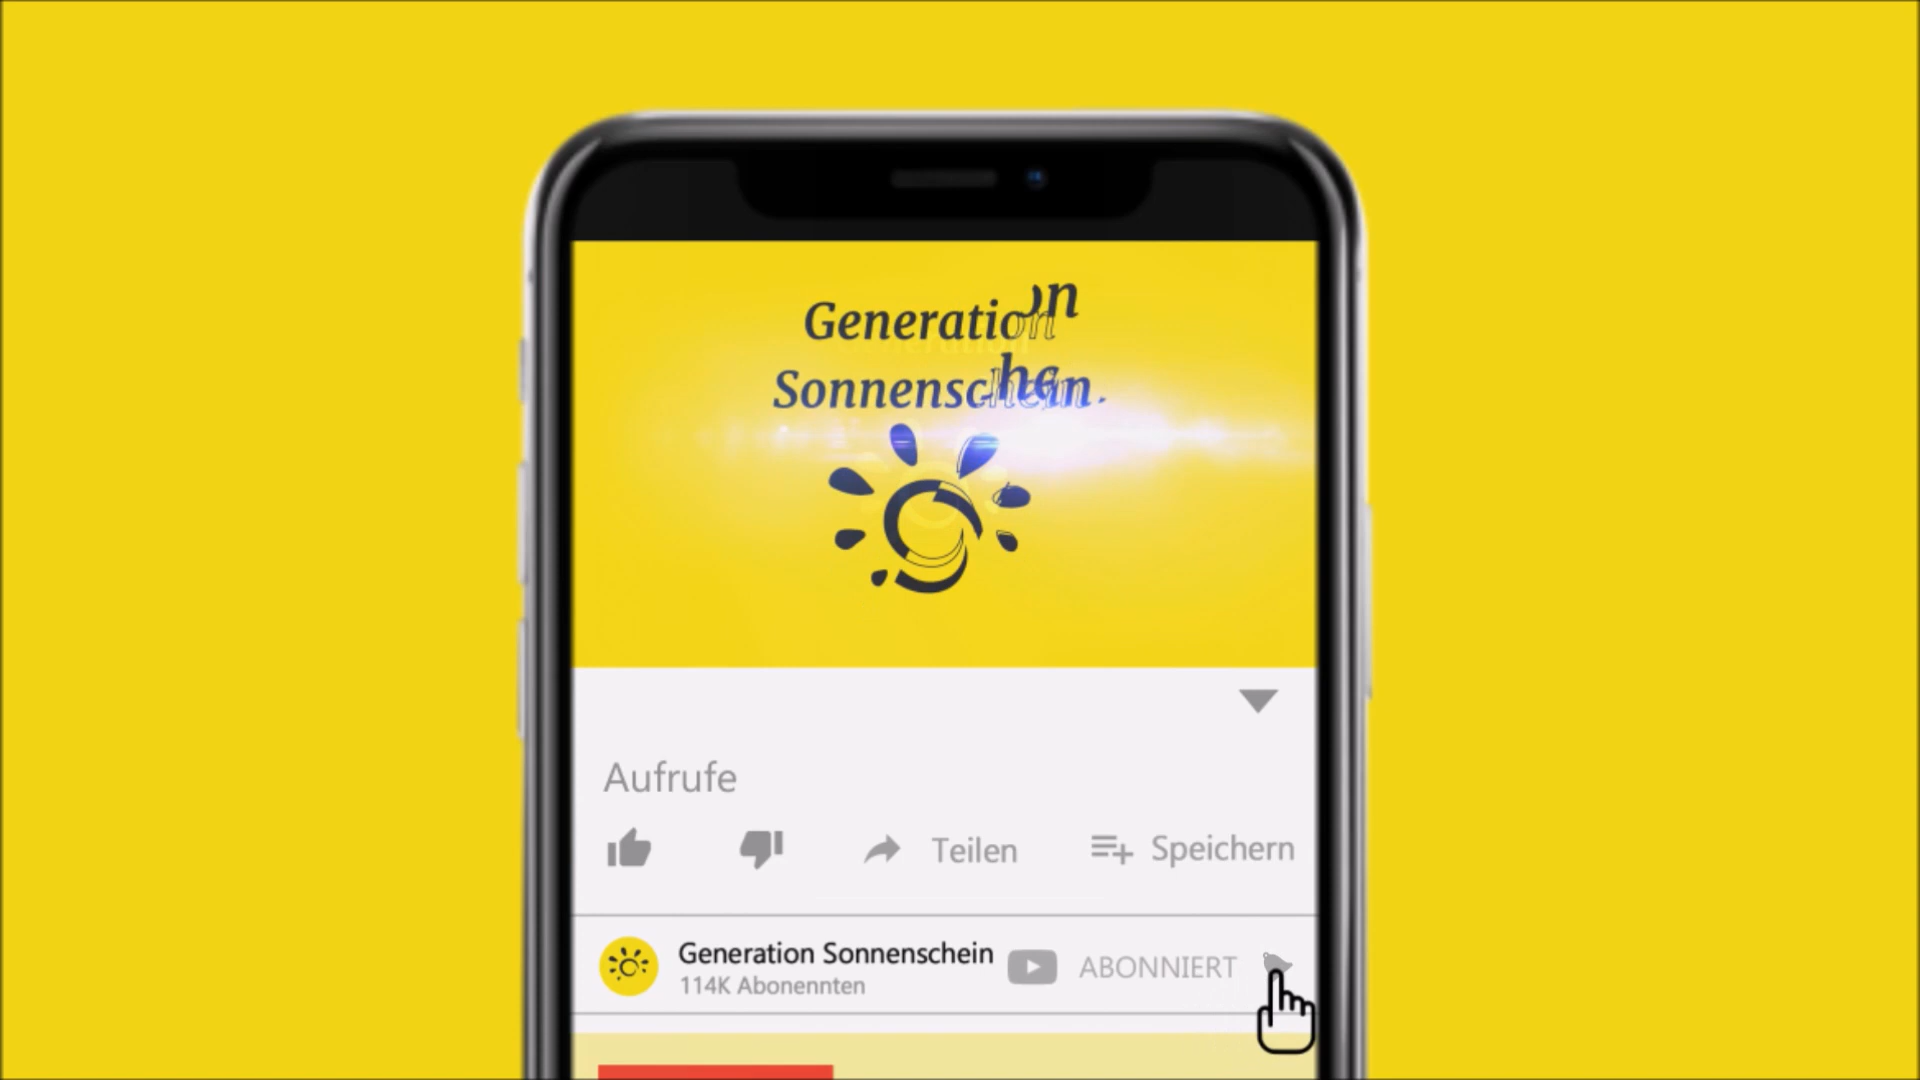 Generation
Sonnenschein
Aufrufe
Teilen
Speichern
Generation Sonnenschein
114K Abonennten
ABONNIERT